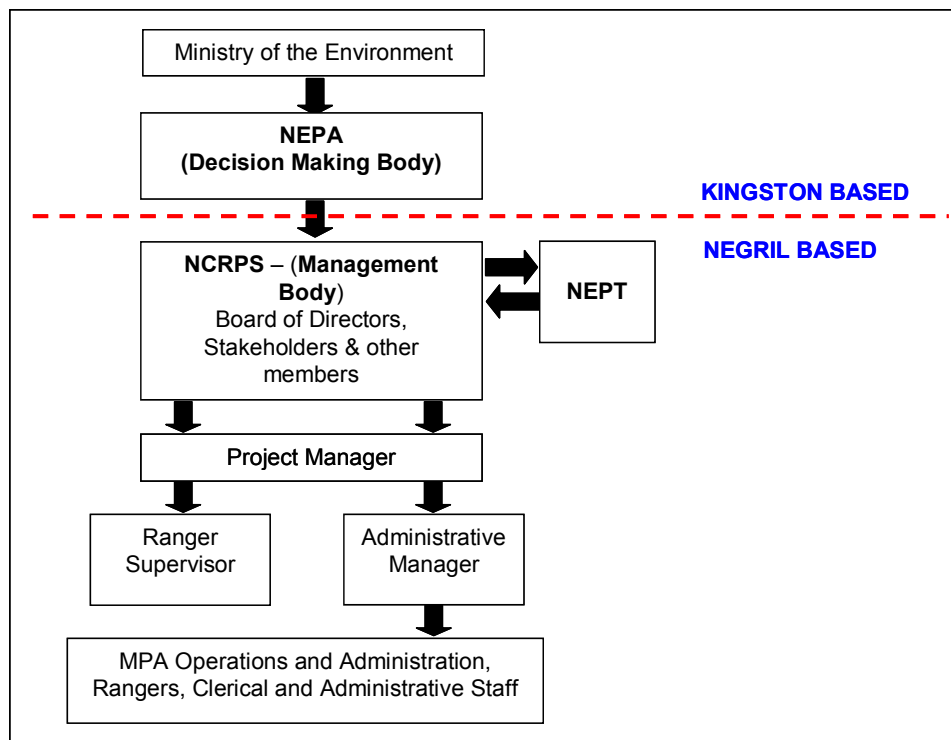 Ministry of the Environment
NEPA
(Decision Making Body)
KINGSTON BASED
NEGRIL BASED
NCRPS – (Management
Body)
Board of Directors,
Stakeholders & other
members
NEPT
Project Manager
Ranger
Supervisor
Administrative
Manager
MPA Operations and Administration,
Rangers, Clerical and Administrative Staff